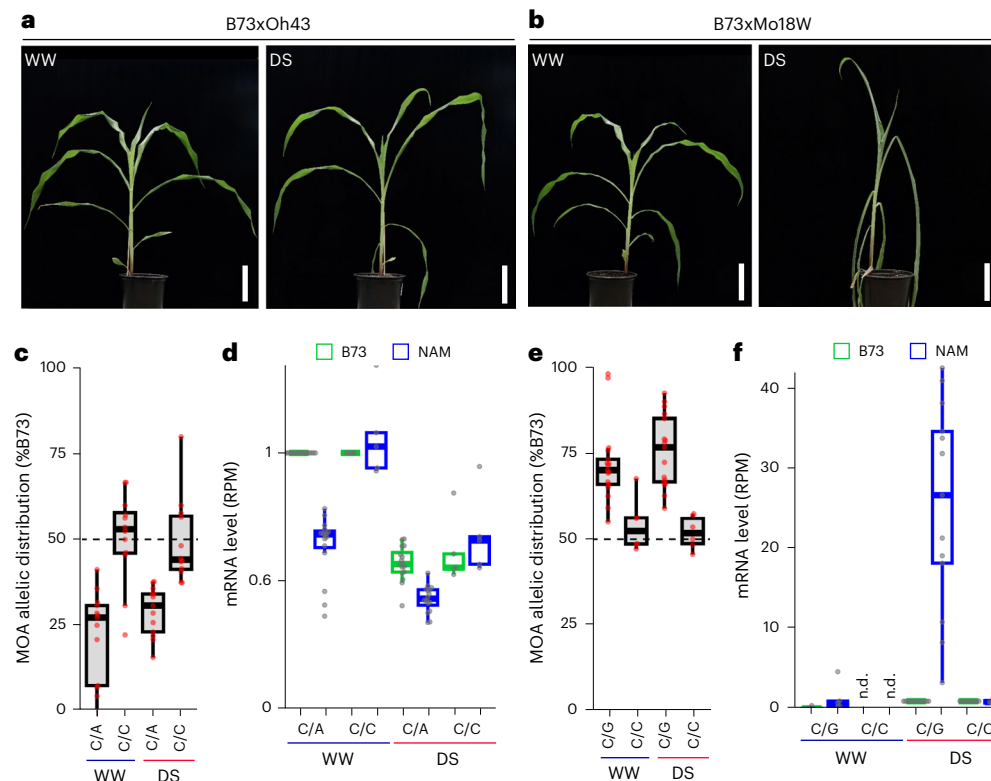 a
B73xOh43
WW
DS
b
B73xMo18W
WW
DS
c
MOA allelic distribution (%B73)
100
75
50
25
0
C/A
C/C
C/A
C/C
WW
DS
d
B73
NAM
mRNA level (RPM)
1
0.6
0
C/A
C/C
C/A
C/C
WW
DS
e
MOA allelic distribution (%B73)
100
75
50
25
0
C/G
C/C
C/G
C/C
WW
DS
f
B73
NAM
mRNA level (RPM)
40
30
20
10
0
n.d.
n.d.
C/G
C/C
C/G
C/C
WW
DS